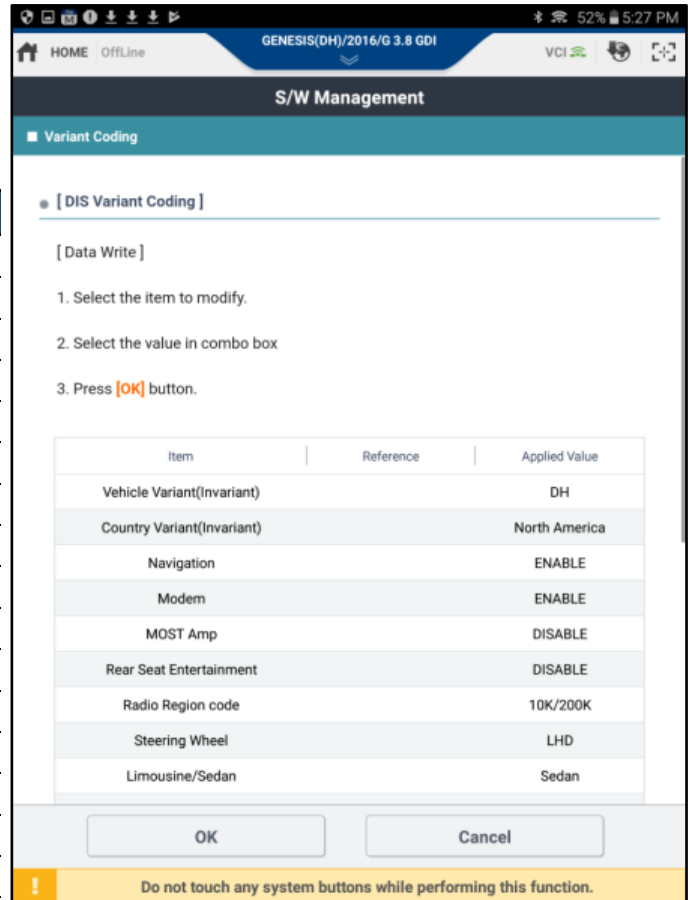 52% 5:27 PM
HOME OffLine GENESIS(DH)/2016/G 3.8 GDI VCI
S/W Management
Variant Coding
[ DIS Variant Coding ]
[ Data Write ]
1. Select the item to modify.
2. Select the value in combo box
3. Press [OK] button.
Item Reference Applied Value
Vehicle Variant(Invariant) DH
Country Variant(Invariant) North America
Navigation ENABLE
Modem ENABLE
MOST Amp DISABLE
Rear Seat Entertainment DISABLE
Radio Region code 10K/200K
Steering Wheel LHD
Limousine/Sedan Sedan
OK Cancel
! Do not touch any system buttons while performing this function.